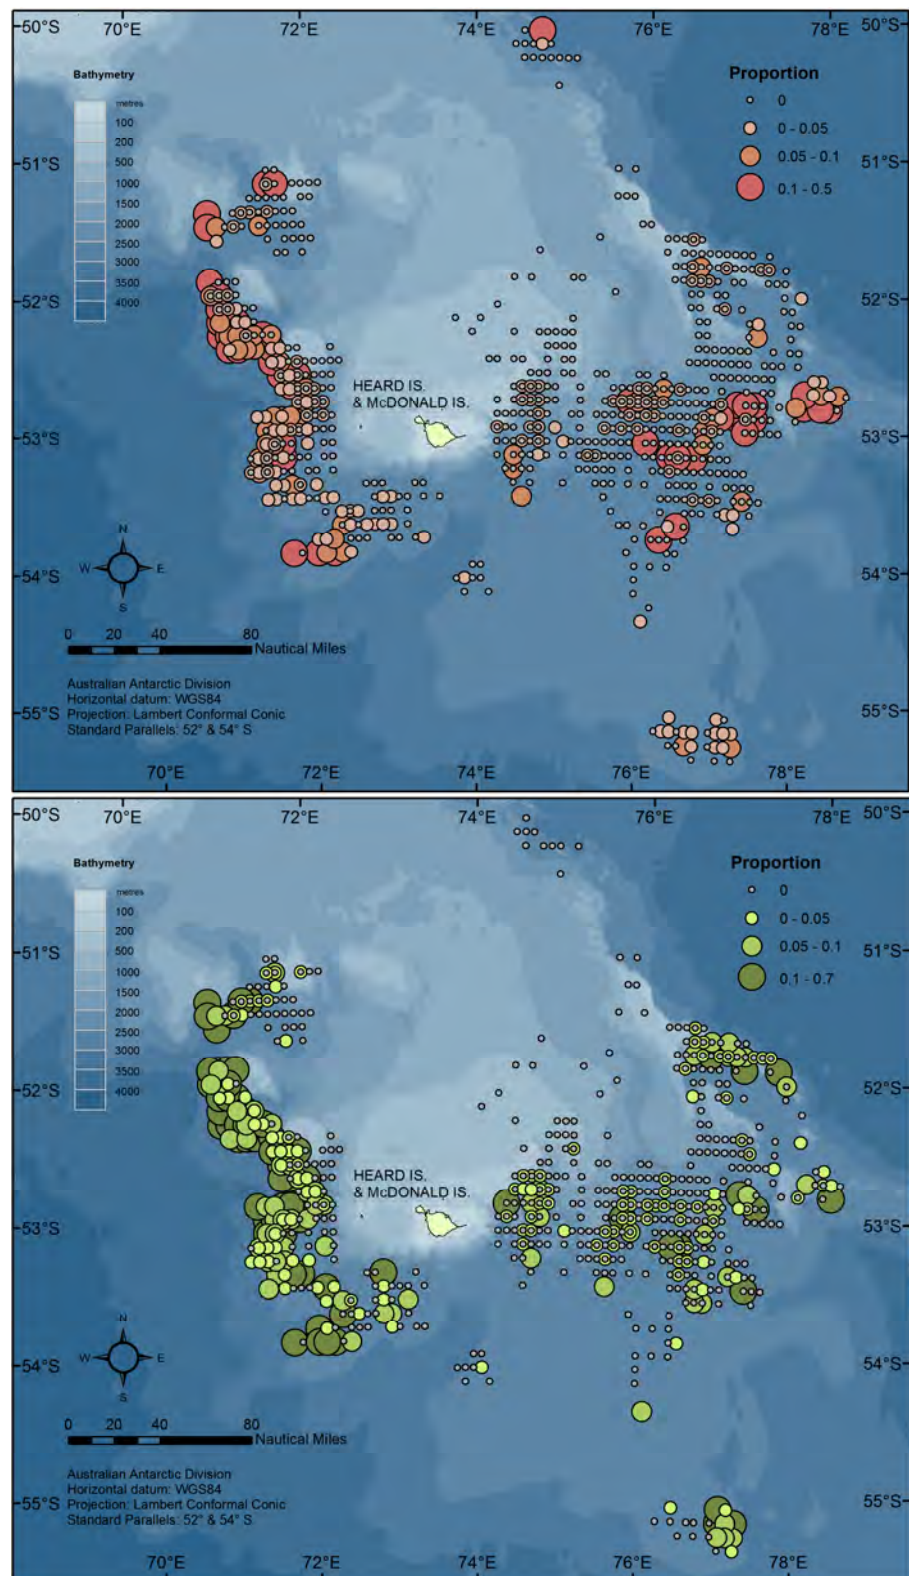 50°S 70°E 72°E 74°E 76°E 78°E 50°S
Bathymetry
metres
100
200
500
1000
1500
2000
2500
3000
3500
4000
Proportion
0
0 - 0.05
0.05 - 0.1
0.1 - 0.5
51°S 51°S
52°S 52°S
HEARD IS.
& McDONALD IS.
53°S 53°S
N
W E
S
54°S 54°S
0 20 40 80
Nautical Miles
Australian Antarctic Division
Horizontal datum: WGS84
Projection: Lambert Conformal Conic
Standard Parallels: 52° & 54° S
55°S 55°S
70°E 72°E 74°E 76°E 78°E
50°S 70°E 72°E 74°E 76°E 78°E 50°S
Bathymetry
metres
100
200
500
1000
1500
2000
2500
3000
3500
4000
Proportion
0
0 - 0.05
0.05 - 0.1
0.1 - 0.7
51°S 51°S
52°S 52°S
HEARD IS.
& McDONALD IS.
53°S 53°S
N
W E
S
54°S 54°S
0 20 40 80
Nautical Miles
Australian Antarctic Division
Horizontal datum: WGS84
Projection: Lambert Conformal Conic
Standard Parallels: 52° & 54° S
55°S 55°S
70°E 72°E 74°E 76°E 78°E